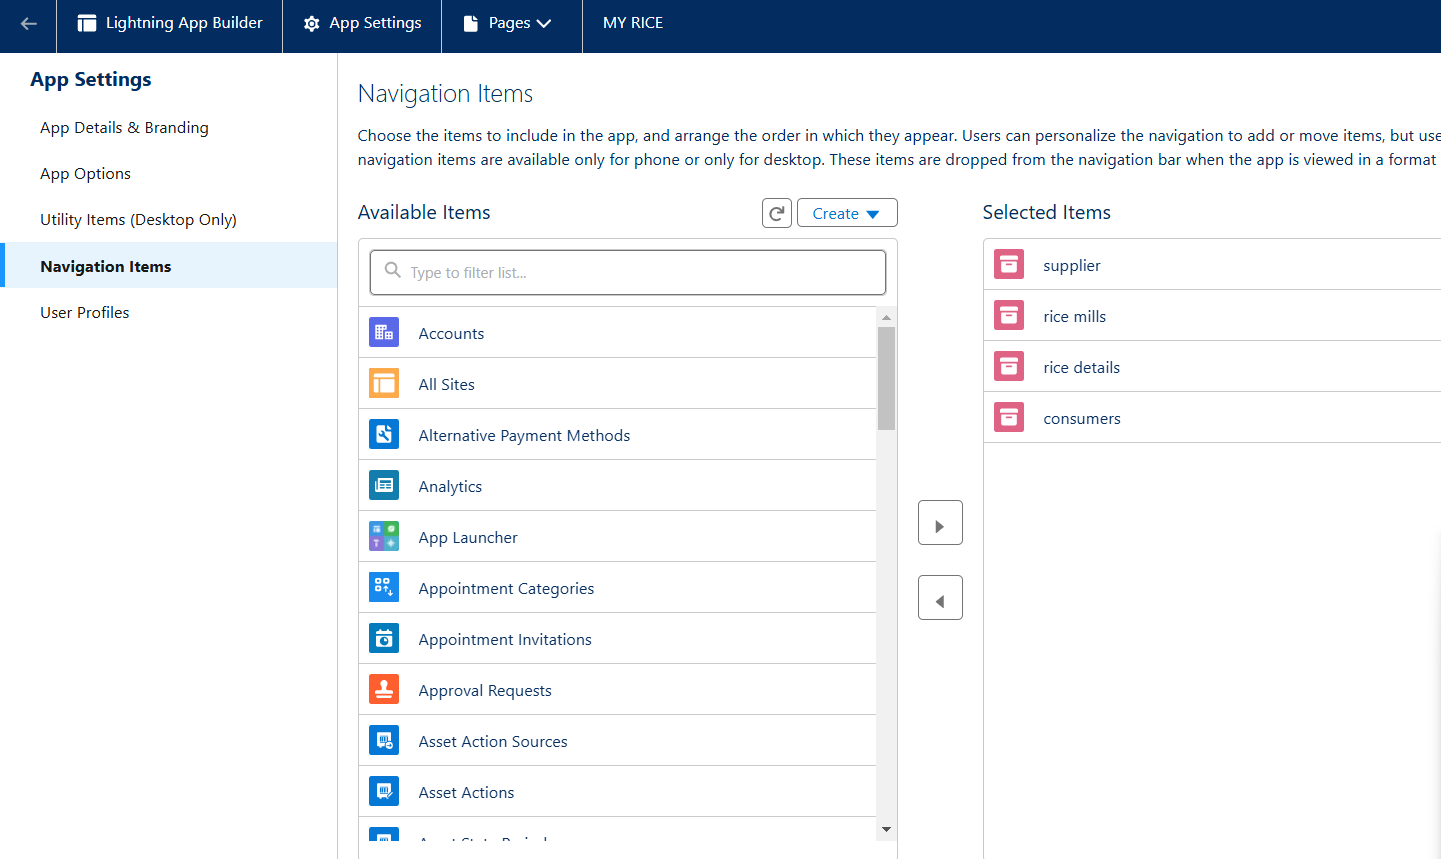 Lightning App Builder
App Settings
Pages
MY RICE
App Settings
App Details & Branding
App Options
Utility Items (Desktop Only)
Navigation Items
User Profiles
Navigation Items
Choose the items to include in the app, and arrange the order in which they appear. Users can personalize the navigation to add or move items, but use
navigation items are available only for phone or only for desktop. These items are dropped from the navigation bar when the app is viewed in a format
Available Items
Create
Type to filter list...
Accounts
All Sites
Alternative Payment Methods
Analytics
App Launcher
Appointment Categories
Appointment Invitations
Approval Requests
Asset Action Sources
Asset Actions
Selected Items
supplier
rice mills
rice details
consumers